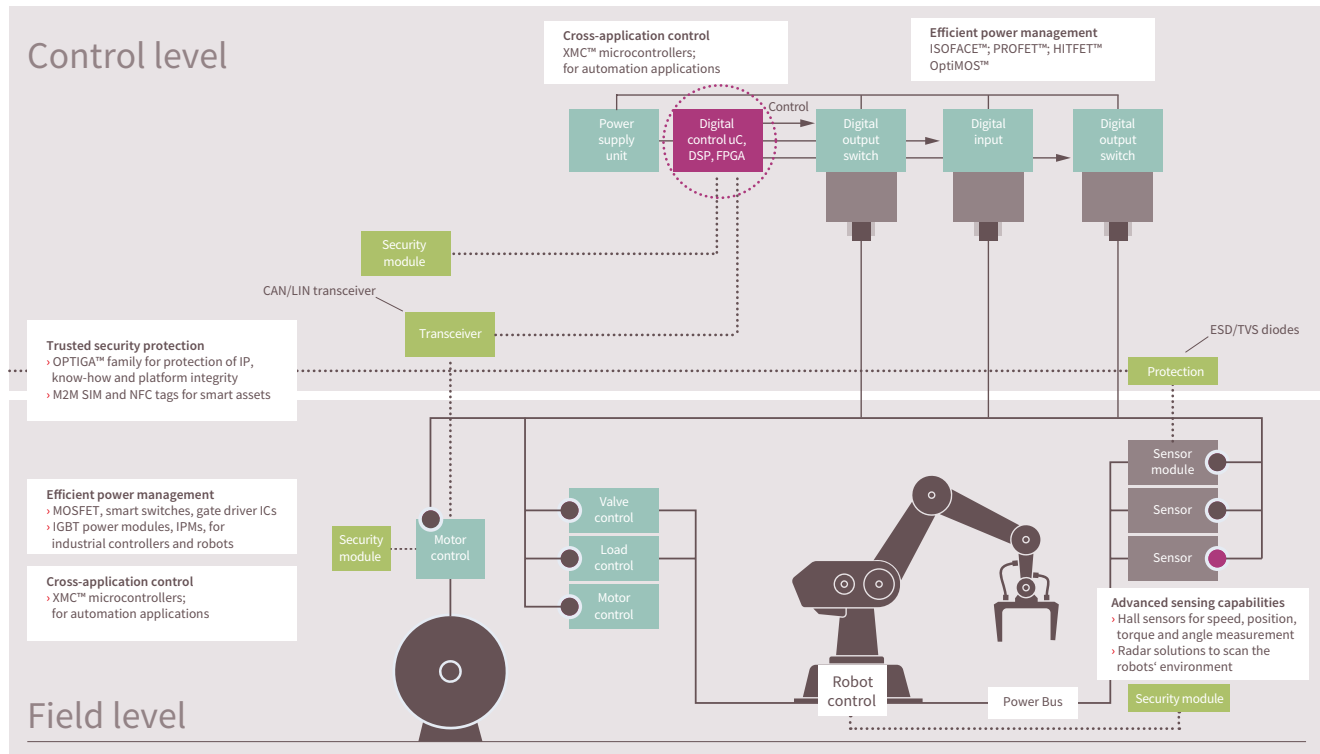 Control level
Cross-application control
XMC™ microcontrollers;
for automation applications
Efficient power management
ISOFACE™; PROFET™; HITFET™
OptiMOS™
Control
Power
supply
unit
Digital
control uC,
DSP, FPGA
Digital
output
switch
Digital
input
Digital
output
switch
Security
module
CAN/LIN transceiver
Transceiver
ESD/TVS diodes
Protection
Trusted security protection
› OPTIGA™ family for protection of IP,
know-how and platform integrity
› M2M SIM and NFC tags for smart assets
Efficient power management
› MOSFET, smart switches, gate driver ICs
› IGBT power modules, IPMs, for
industrial controllers and robots
Cross-application control
› XMC™ microcontrollers;
for automation applications
Security
module
Motor
control
Valve
control
Load
control
Motor
control
Sensor
module
Sensor
Sensor
Advanced sensing capabilities
› Hall sensors for speed, position,
torque and angle measurement
› Radar solutions to scan the
robots‘ environment
Robot
control
Power Bus
Security module
Field level